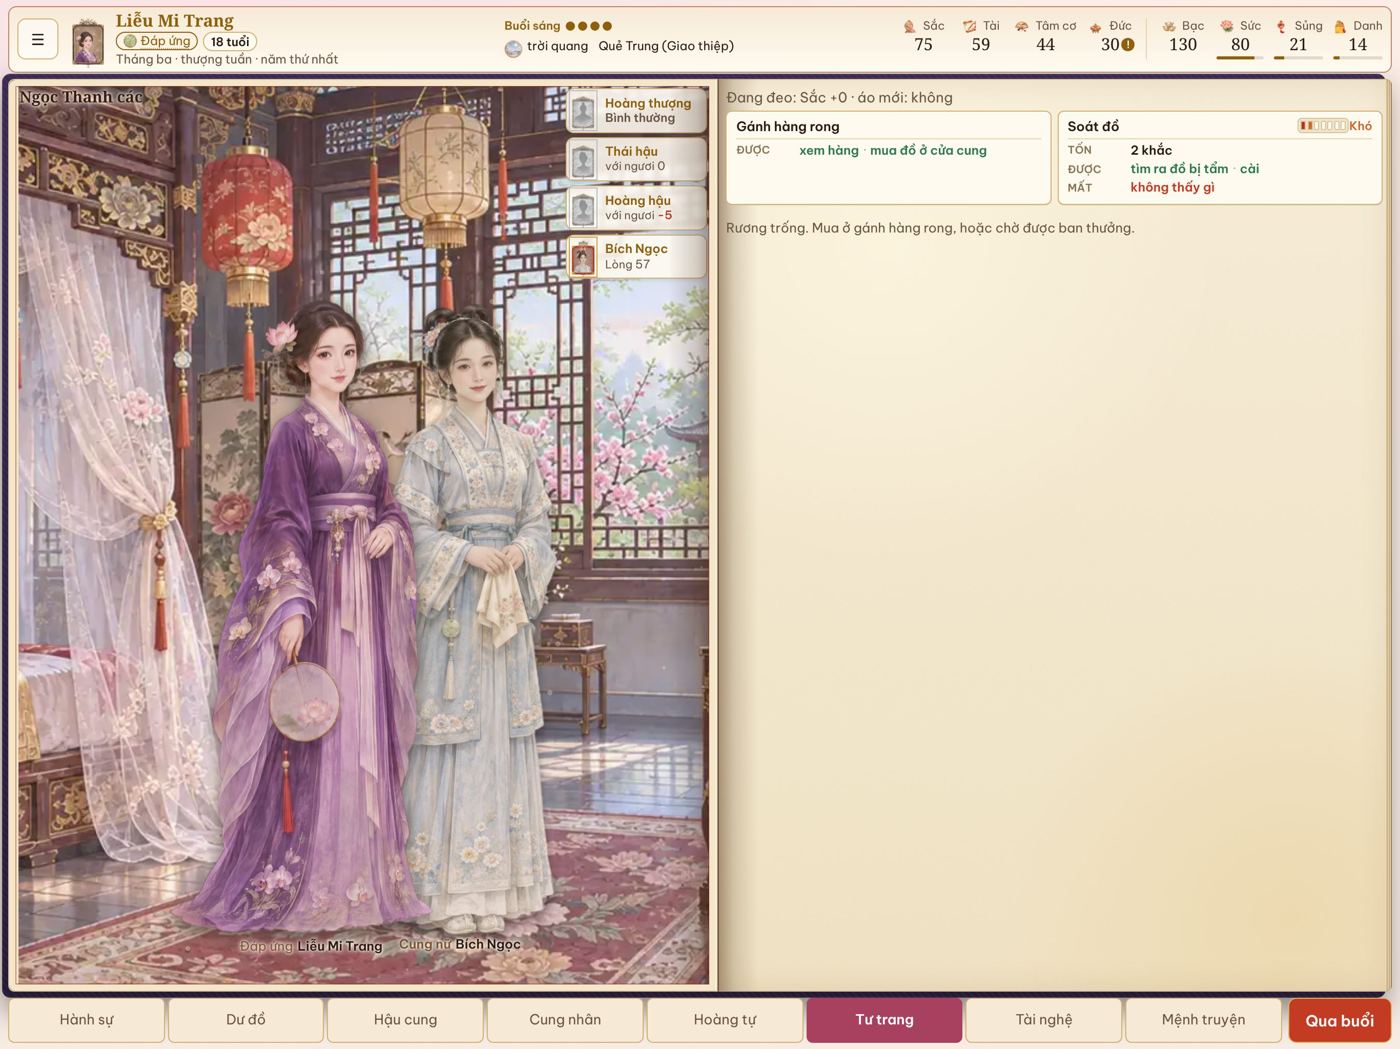 ☰
Liễu Mi Trang
Đáp ứng 18 tuổi
Tháng ba · thượng tuần · năm thứ nhất
Buổi sáng
trời quang Quẻ Trung (Giao thiệp)
Sắc Tài Tâm cơ Đức Bạc Sức Sủng Danh
75 59 44 30 ! 130 80 21 14
Ngọc Thanh các
Hoàng thượng
Bình thường
Thái hậu
với ngươi 0
Hoàng hậu
với ngươi -5
Bích Ngọc
Lòng 57
Đáp ứng Liễu Mi Trang
Cung nữ Bích Ngọc
Đang đeo: Sắc +0 · áo mới: không
Gánh hàng rong
ĐƯỢC xem hàng · mua đồ ở cửa cung
Soát đồ Khó
TỐN 2 khắc
ĐƯỢC tìm ra đồ bị tẩm · cài
MẤT không thấy gì
Rương trống. Mua ở gánh hàng rong, hoặc chờ được ban thưởng.
Hành sự Dư đồ Hậu cung Cung nhân Hoàng tự Tư trang Tài nghệ Mệnh truyện Qua buổi